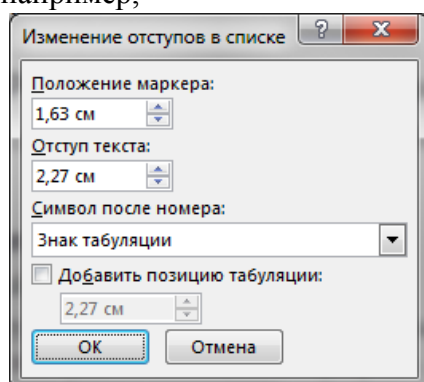 например,
Изменение отступов в списке
Положение маркера:
1,63 см
Отступ текста:
2,27 см
Символ после номера:
Знак табуляции
Добавить позицию табуляции:
2,27 см
ОК Отмена